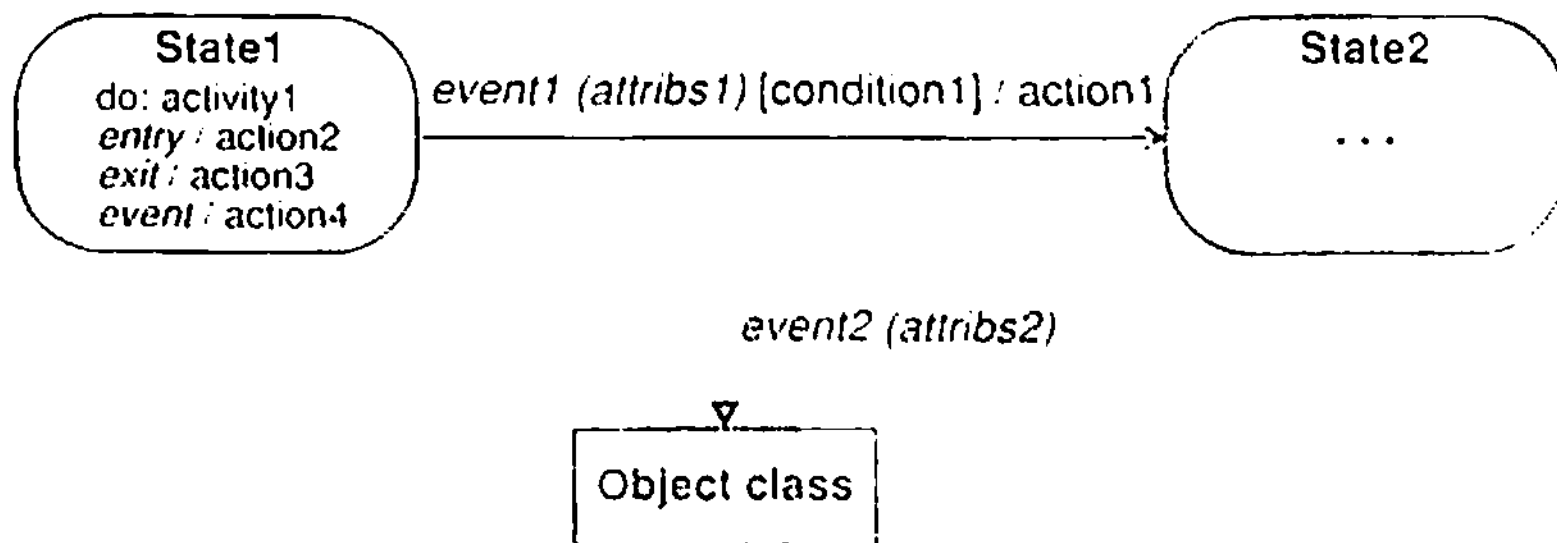 State1
do: activity1
entry / action2
exit / action3
event / action4
event1 (attribs1) [condition1] / action1
State2
. . .
event2 (attribs2)
Object class